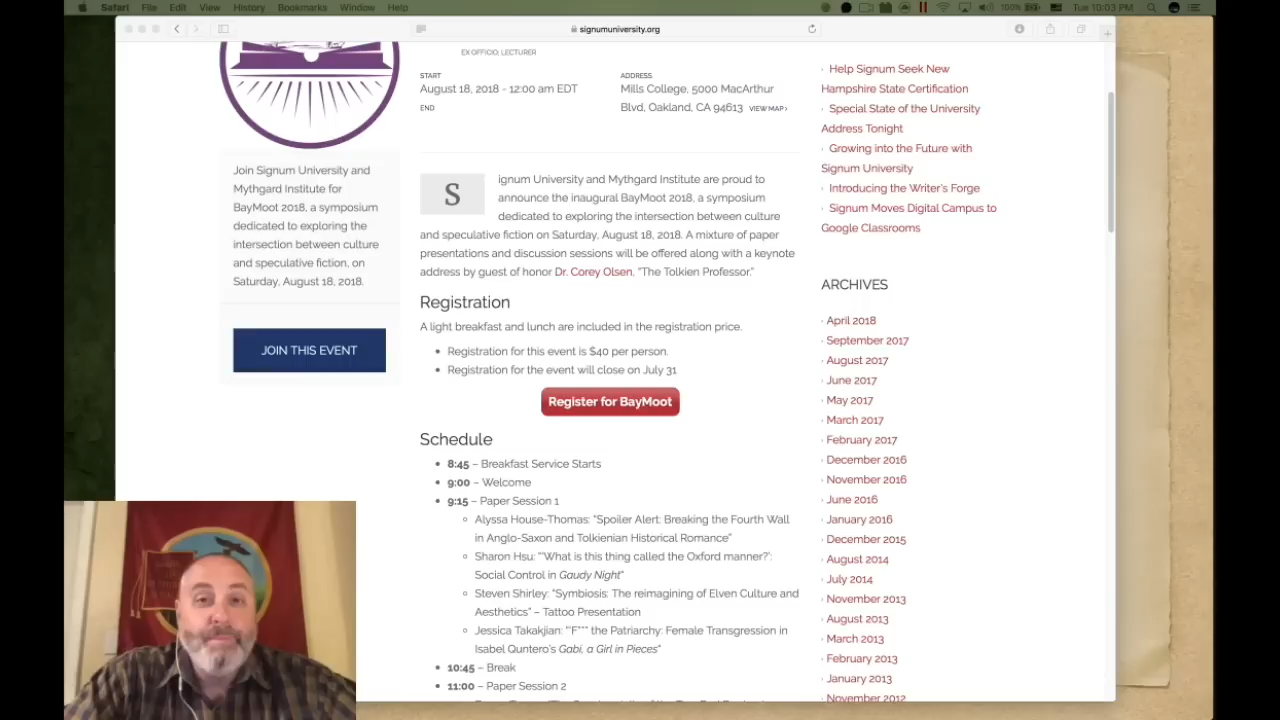 Safari File Edit View History Bookmarks Window Help
100% Tue 10:03 PM
signumuniversity.org
EX OFFICIO; LECTURER
START
August 18, 2018 - 12:00 am EDT
END
ADDRESS
Mills College, 5000 MacArthur
Blvd, Oakland, CA 94613 VIEW MAP ›
Join Signum University and
Mythgard Institute for
BayMoot 2018, a symposium
dedicated to exploring the
intersection between culture
and speculative fiction, on
Saturday, August 18, 2018.
JOIN THIS EVENT
Signum University and Mythgard Institute are proud to
announce the inaugural BayMoot 2018, a symposium
dedicated to exploring the intersection between culture
and speculative fiction on Saturday, August 18, 2018. A mixture of paper
presentations and discussion sessions will be offered along with a keynote
address by guest of honor Dr. Corey Olsen, "The Tolkien Professor."
Registration
A light breakfast and lunch are included in the registration price.
• Registration for this event is $40 per person.
• Registration for the event will close on July 31
Register for BayMoot
Schedule
• 8:45 – Breakfast Service Starts
• 9:00 – Welcome
• 9:15 – Paper Session 1
Alyssa House-Thomas: "Spoiler Alert: Breaking the Fourth Wall
in Anglo-Saxon and Tolkienian Historical Romance"
Sharon Hsu: "'What is this thing called the Oxford manner?':
Social Control in Gaudy Night"
Steven Shirley: "Symbiosis: The reimagining of Elven Culture and
Aesthetics" – Tattoo Presentation
Jessica Takakjian: "'F*** the Patriarchy: Female Transgression in
Isabel Quntero's Gabi, a Girl in Pieces"
• 10:45 – Break
• 11:00 – Paper Session 2
› Help Signum Seek New
Hampshire State Certification
› Special State of the University
Address Tonight
› Growing into the Future with
Signum University
› Introducing the Writer's Forge
› Signum Moves Digital Campus to
Google Classrooms
ARCHIVES
› April 2018
› September 2017
› August 2017
› June 2017
› May 2017
› March 2017
› February 2017
› December 2016
› November 2016
› June 2016
› January 2016
› December 2015
› August 2014
› July 2014
› November 2013
› August 2013
› March 2013
› February 2013
› January 2013
› November 2012